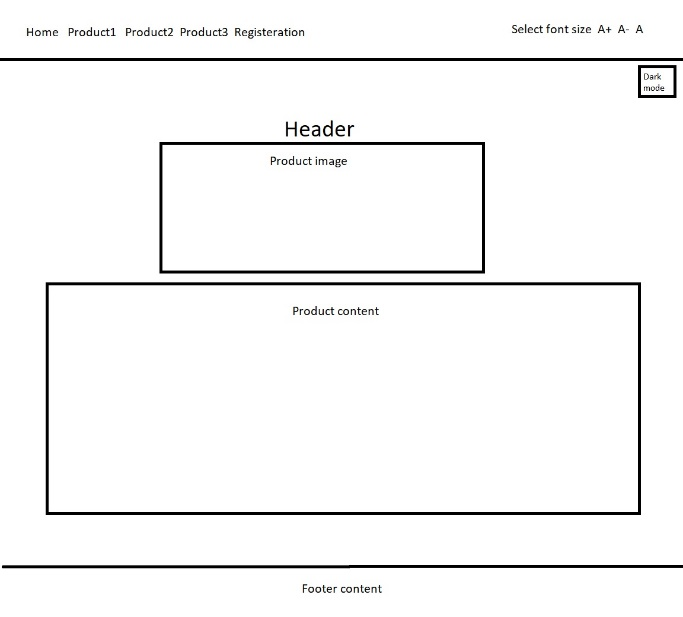 Home Product1 Product2 Product3 Registeration
Select font size A+ A- A
Dark
mode
Header
Product image
Product content
Footer content